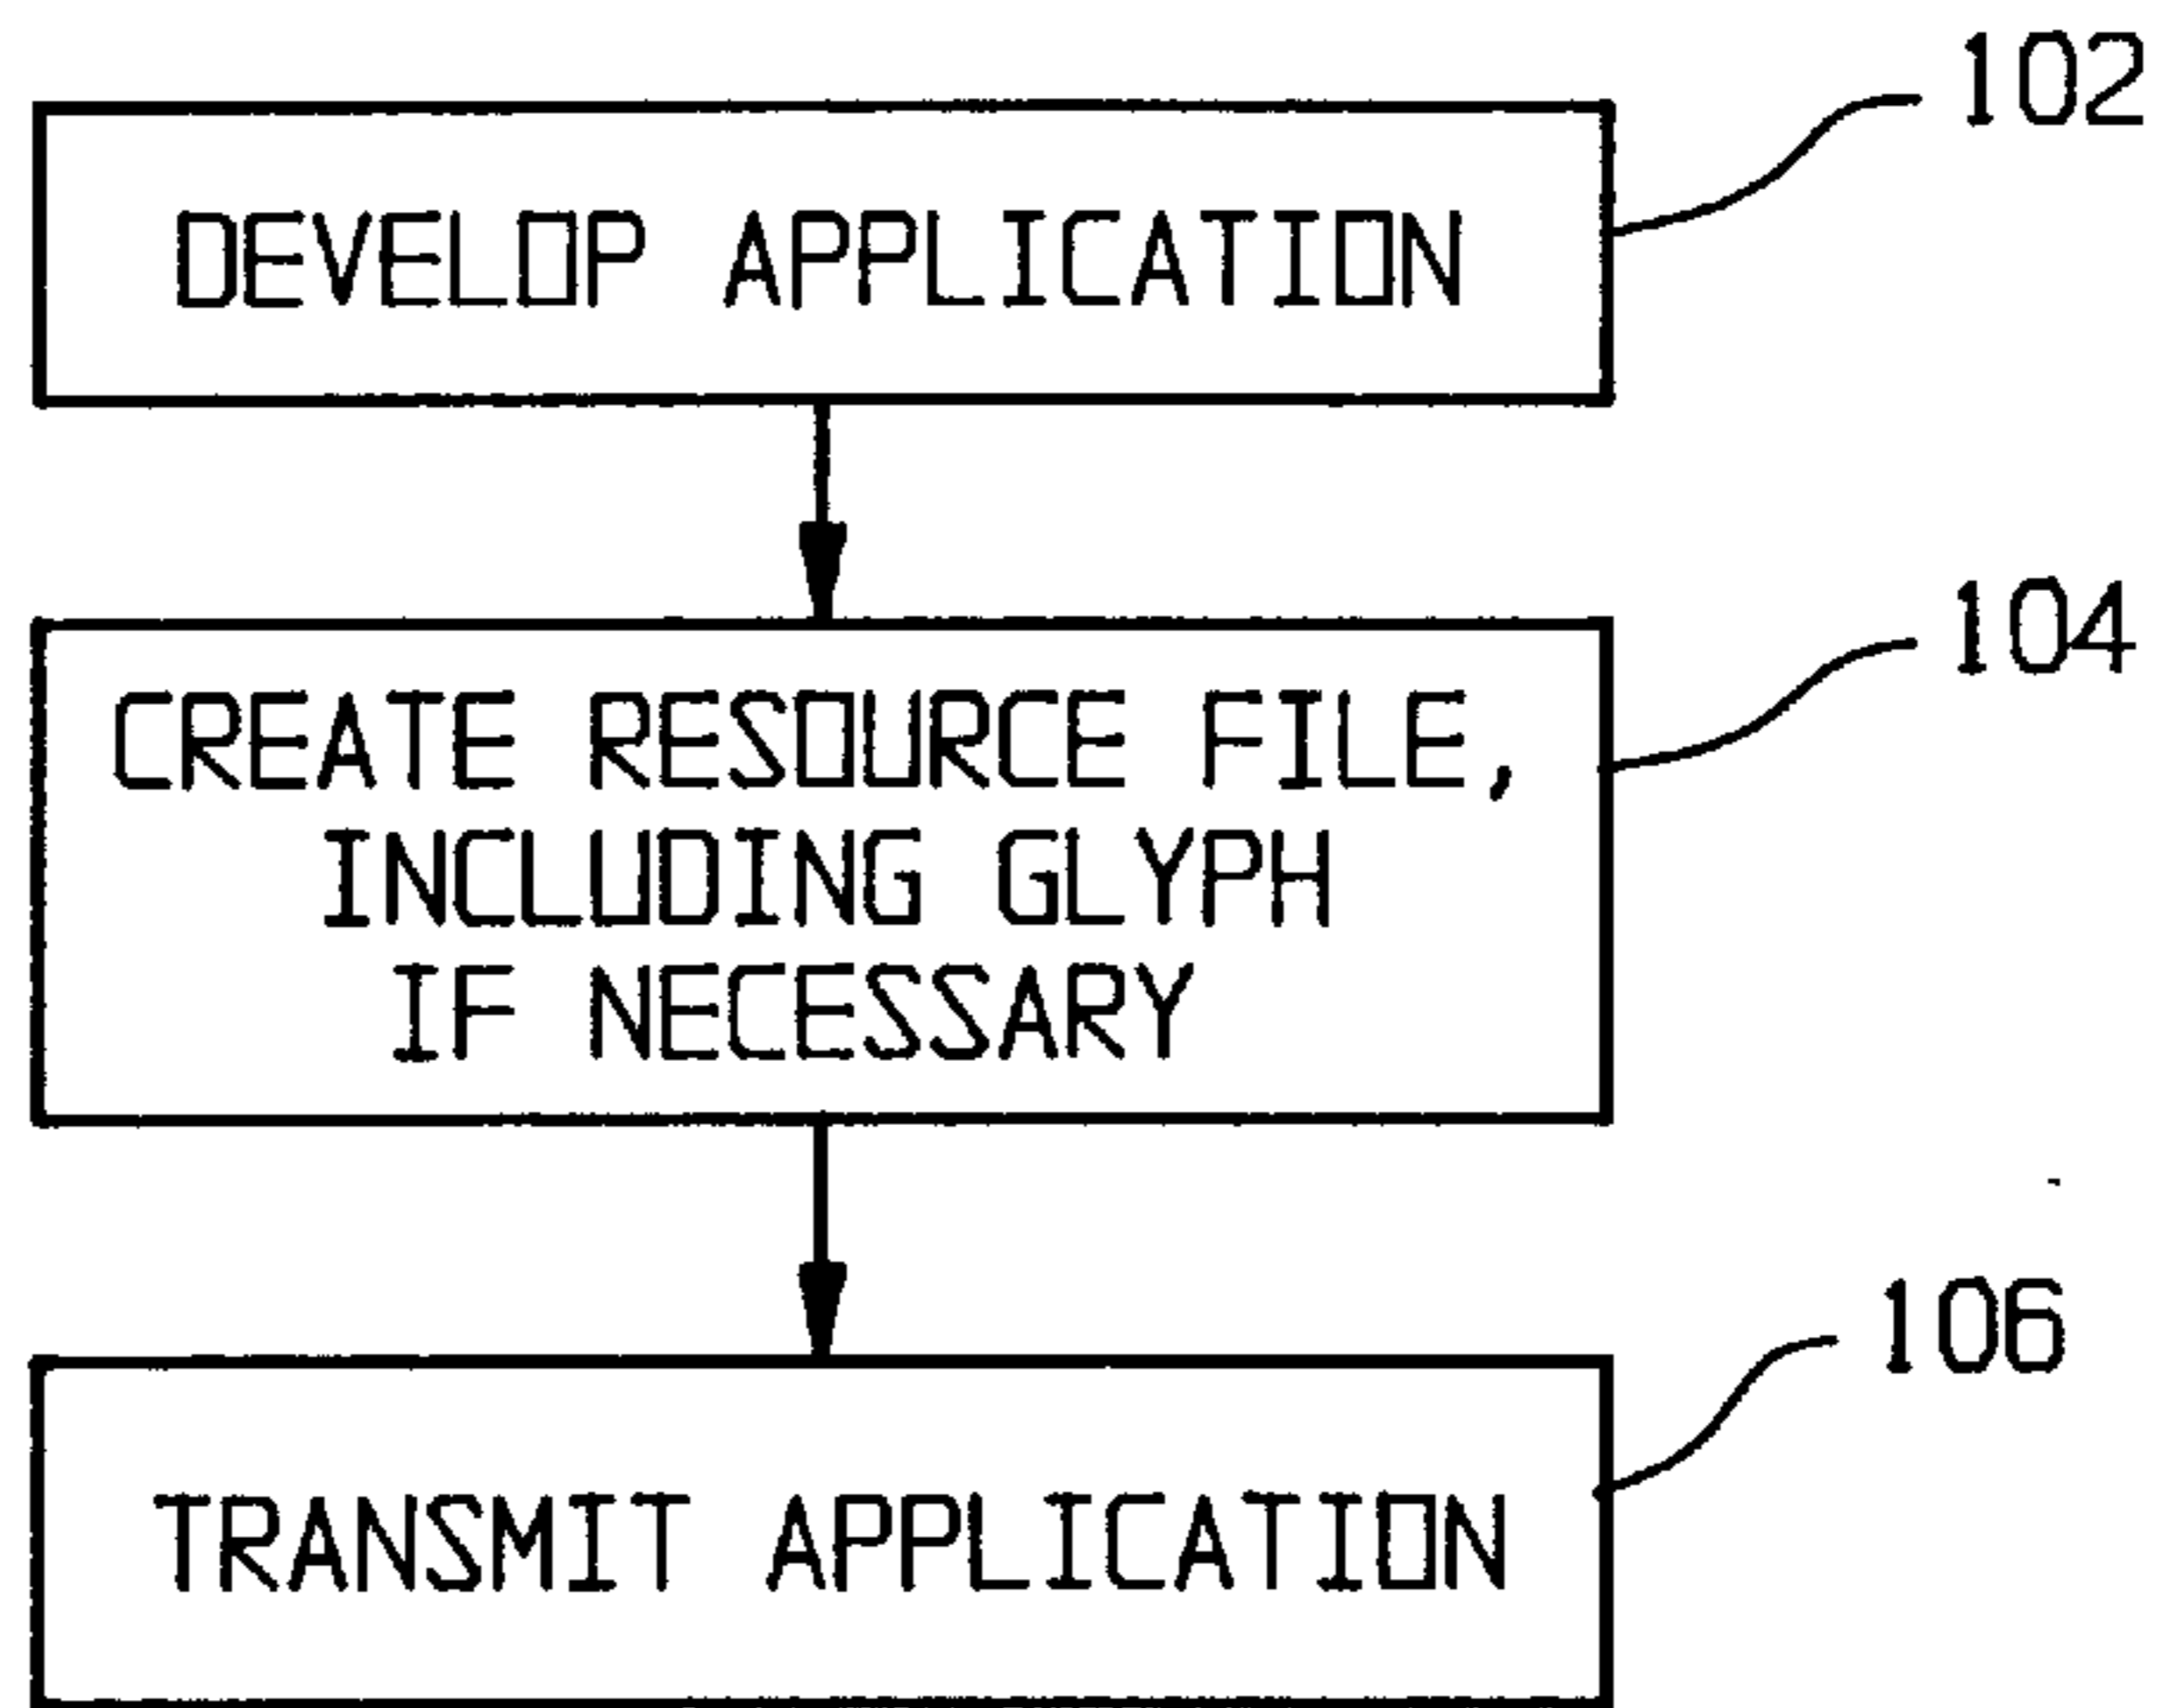 102
DEVELOP APPLICATION
104
CREATE RESOURCE FILE,
INCLUDING GLYPH
IF NECESSARY
106
TRANSMIT APPLICATION